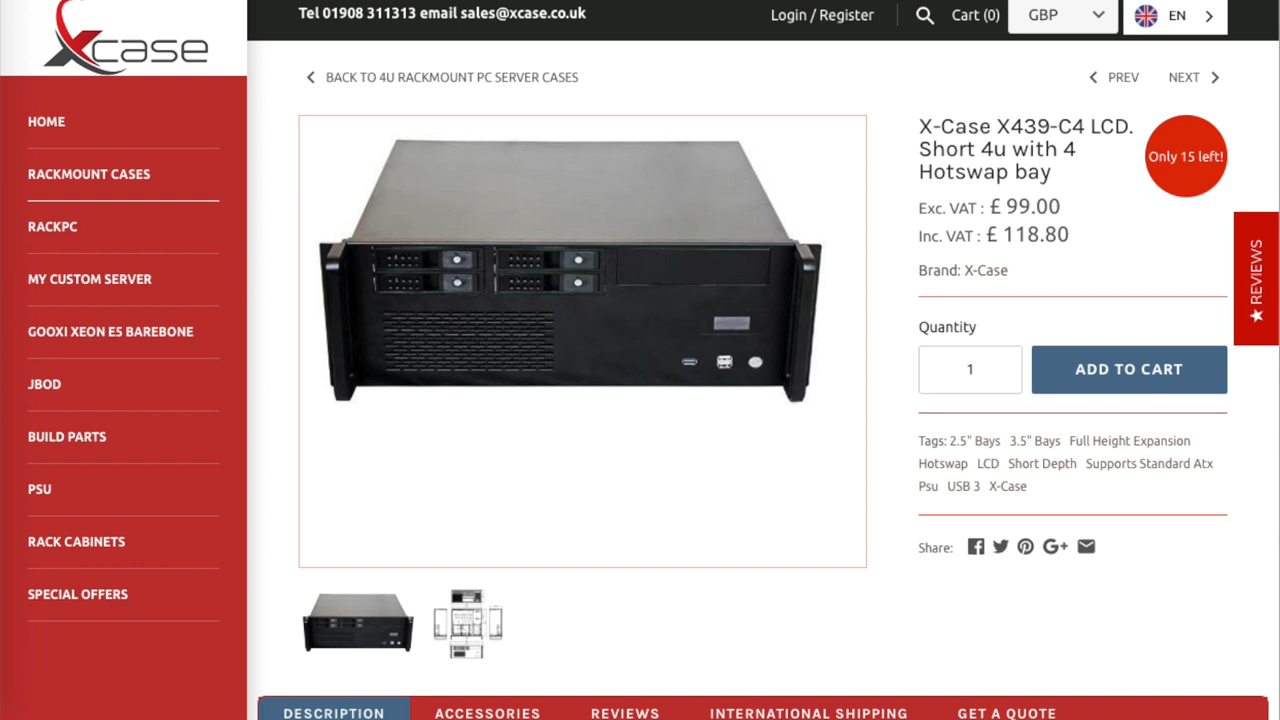 Tel 01908 311313 email sales@xcase.co.uk
Login / Register
Cart (0)
GBP
EN
Xcase
HOME
RACKMOUNT CASES
RACKPC
MY CUSTOM SERVER
GOOXI XEON E5 BAREBONE
JBOD
BUILD PARTS
PSU
RACK CABINETS
SPECIAL OFFERS
BACK TO 4U RACKMOUNT PC SERVER CASES
PREV
NEXT
X-Case X439-C4 LCD.
Short 4u with 4
Hotswap bay
Only 15 left!
Exc. VAT : £ 99.00
Inc. VAT : £ 118.80
Brand: X-Case
★ REVIEWS
Quantity
1
ADD TO CART
Tags: 2.5" Bays 3.5" Bays Full Height Expansion
Hotswap LCD Short Depth Supports Standard Atx
Psu USB 3 X-Case
Share:
G+
DESCRIPTION
ACCESSORIES
REVIEWS
INTERNATIONAL SHIPPING
GET A QUOTE